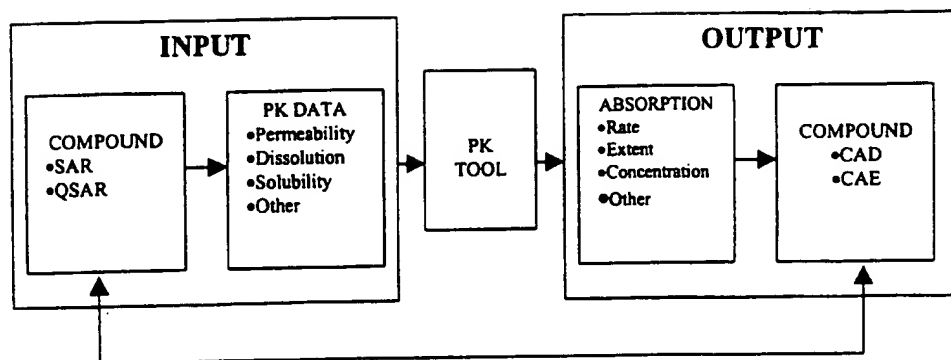 INPUT
COMPOUND
•SAR
•QSAR
PK DATA
•Permeability
•Dissolution
•Solubility
•Other
PK
TOOL
OUTPUT
ABSORPTION
•Rate
•Extent
•Concentration
•Other
COMPOUND
•CAD
•CAE